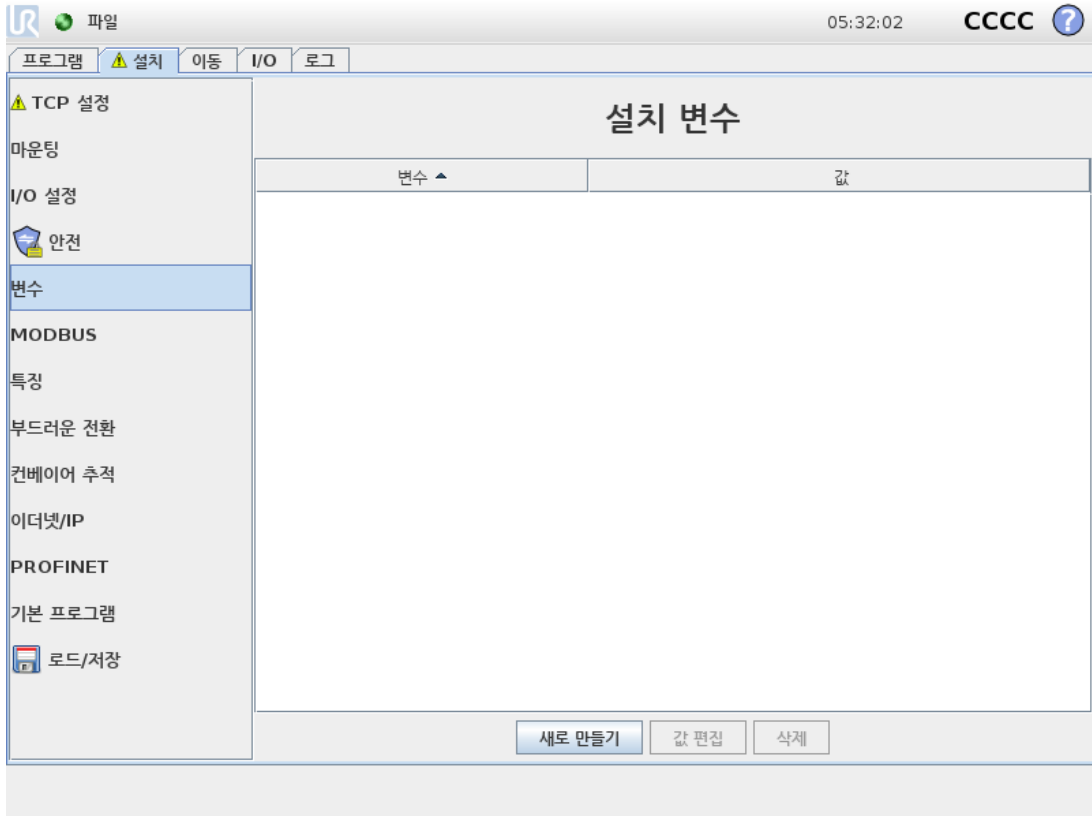 UR 파일 05:32:02 CCCC ?
프로그램 설치 이동 I/O 로그
TCP 설정
마운팅
I/O 설정
안전
변수
MODBUS
특징
부드러운 전환
컨베이어 추적
이더넷/IP
PROFINET
기본 프로그램
로드/저장
설치 변수
변수 값
새로 만들기 값 편집 삭제